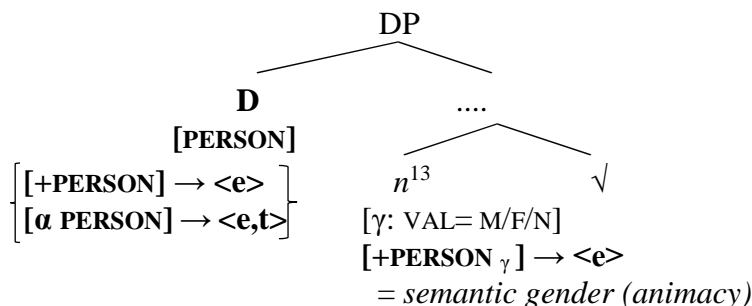 DP
D ....
[PERSON]
[+PERSON] → <e> n¹³ √
[α PERSON] → <e,t> [γ: VAL= M/F/N]
[+PERSON γ ] → <e>
= semantic gender (animacy)